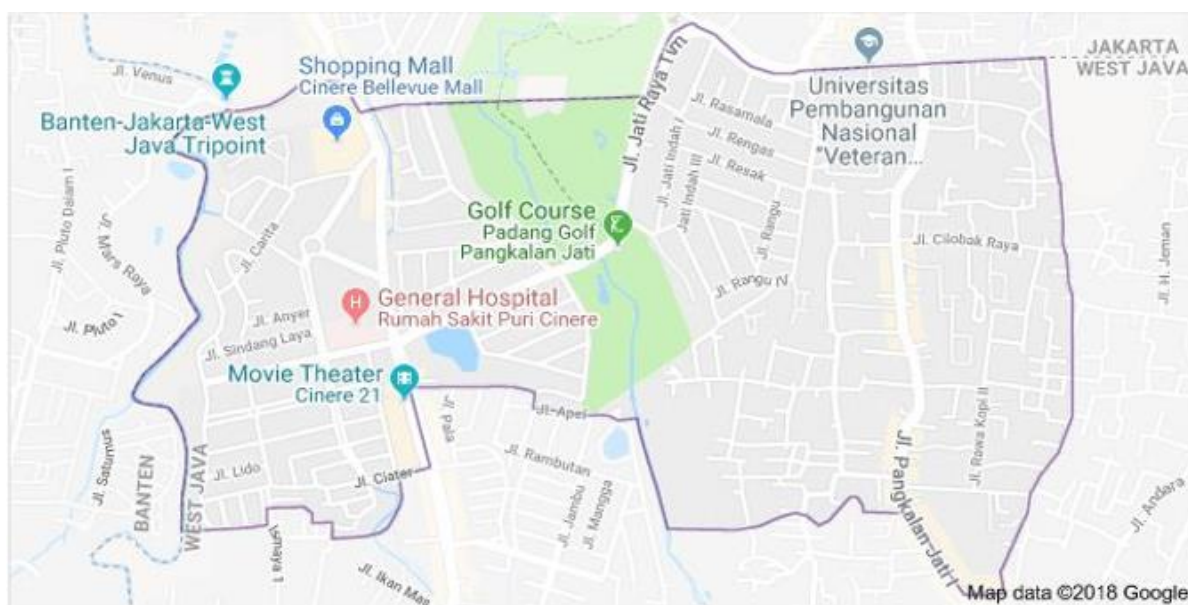 Jl. Venus
Shopping Mall
Cinere Bellevue Mall
Banten-Jakarta-West
Java Tripoint
Jl. Jati Raya Tvm
Universitas
Pembangunan
Nasional
"Veteran...
JAKARTA
WEST JAVA
Jl. Rasamala
Jl. Rengas
Jl. Resak
Jl. Jati Indah I
Jati Indah III
Jl. Rangu
Jl. Rangu IV
Jl. Cilobak Raya
Jl. H. Jeman
Jl. Pluto Dalam I
Jl. Mars Raya
Jl. Pluto I
Jl. Carita
Golf Course
Padang Golf
Pangkalan Jati
General Hospital
Rumah Sakit Puri Cinere
Jl. Anyer
Jl. Sindang Laya
Movie Theater
Cinere 21
Jl. Apel
Jl Pala
Jl. Rambutan
Jl. Jambu
Jl. Mangga
Jl. Lido
Jl. Ciater
Jl. Saturnus
BANTEN
WEST JAVA
Ismaya 1
Jl. Ikan Mas
Jl. Rawa Kopi II
Jl. Pangkalan Jati I
Jl. Andara
Map data ©2018 Google